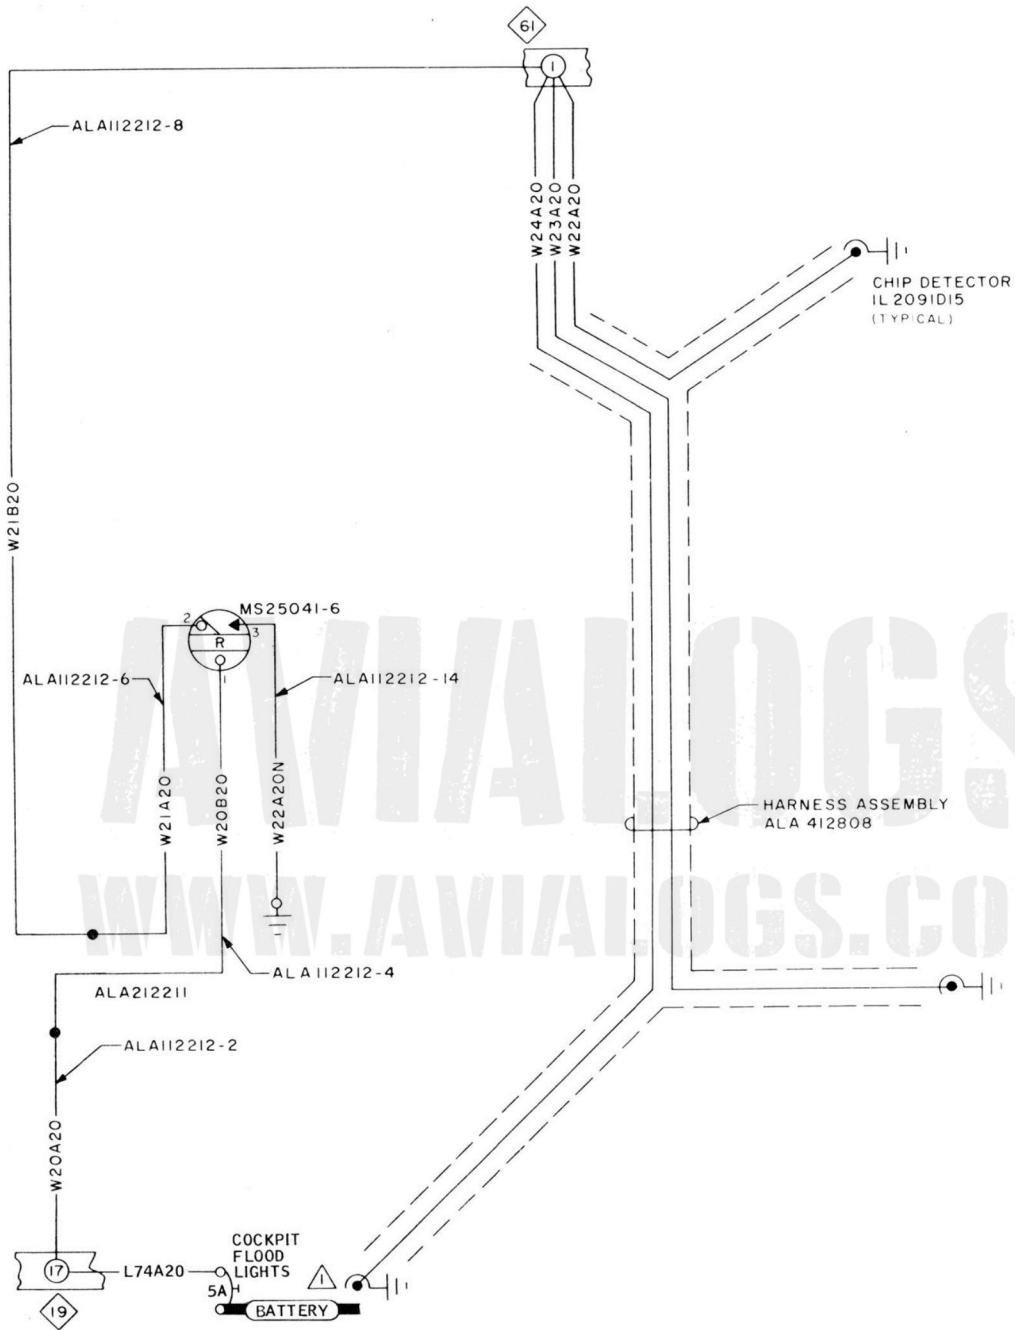 61
1
ALA112212-8
W24A20
W23A20
W22A20
CHIP DETECTOR
IL 2091D15
(TYPICAL)
W21B20
MS25041-6
2
3
R
1
ALA112212-6
ALA112212-14
W21A20
W20B20
W22A20N
HARNESS ASSEMBLY
ALA 412808
AVIALOGS
WWW.AVIALOGS.CO
ALA112212-4
ALA212211
ALA112212-2
W20A20
COCKPIT
FLOOD
LIGHTS
17
L74A20
5A
1
BATTERY
19